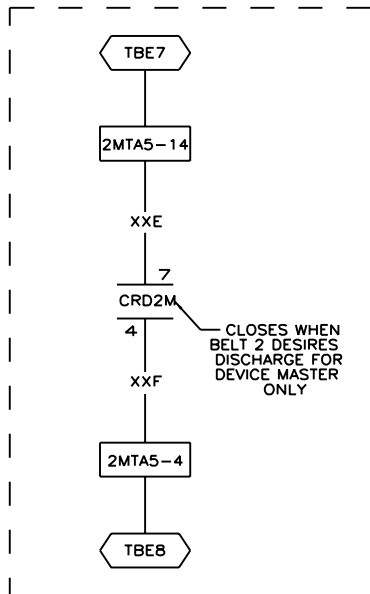 TBE7
2MTA5-14
XXE
7
CRD2M
4
CLOSES WHEN
BELT 2 DESIRES
DISCHARGE FOR
DEVICE MASTER
ONLY
XXF
2MTA5-4
TBE8